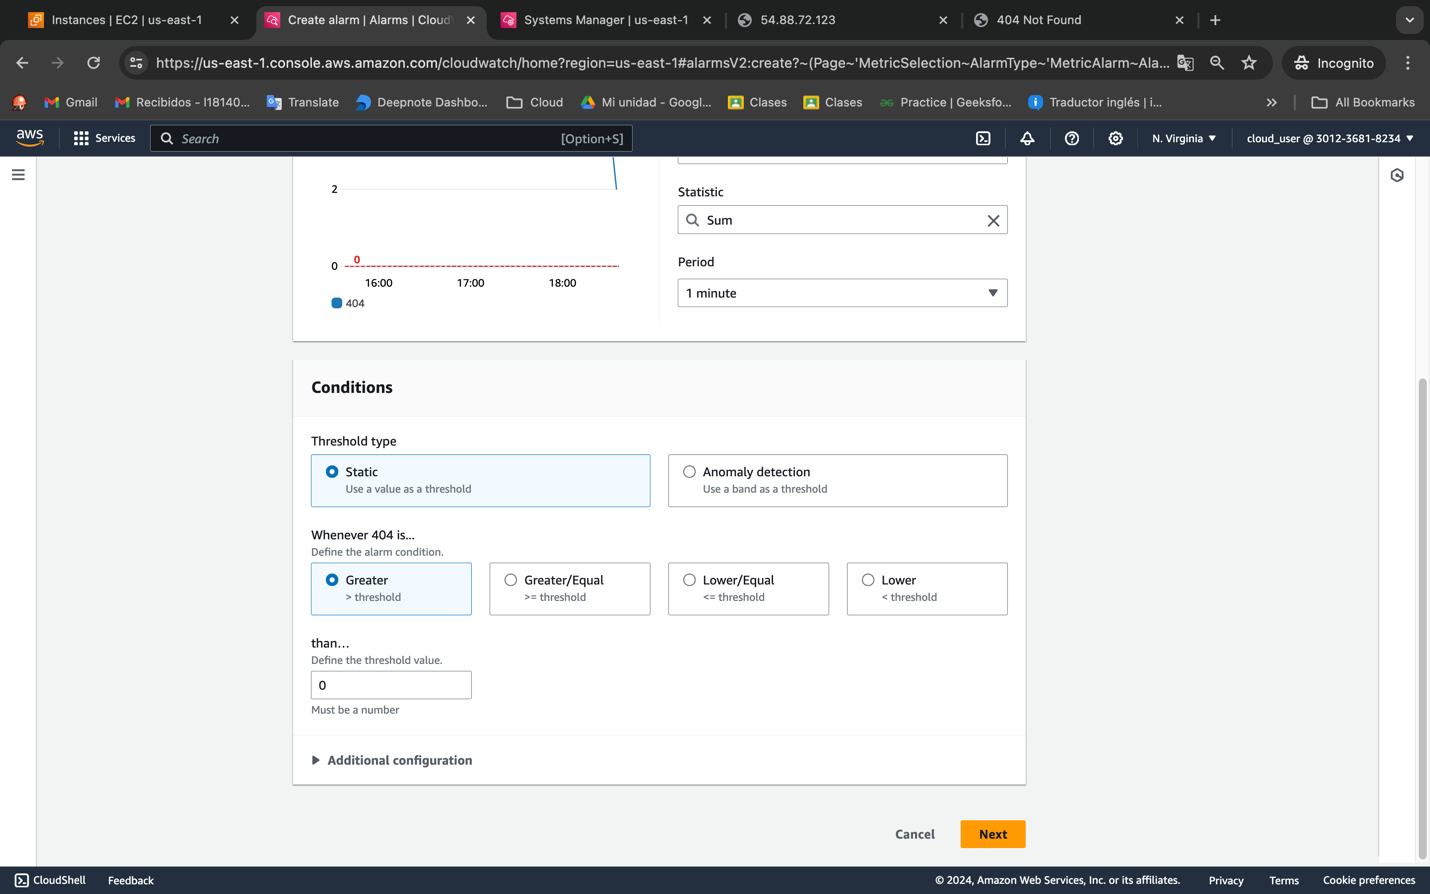 Instances | EC2 | us-east-1
Create alarm | Alarms | Cloud
Systems Manager | us-east-1
54.88.72.123
404 Not Found
https://us-east-1.console.aws.amazon.com/cloudwatch/home?region=us-east-1#alarmsV2:create?~(Page~'MetricSelection~AlarmType~'MetricAlarm~Ala...
Incognito
Gmail
Recibidos - l18140...
Translate
Deepnote Dashbo...
Cloud
Mi unidad - Googl...
Clases
Clases
Practice | Geeksfo...
Traductor inglés | i...
All Bookmarks
aws
Services
Search
[Option+S]
N. Virginia
cloud_user @ 3012-3681-8234
2
0
0
16:00
17:00
18:00
404
Statistic
Sum
Period
1 minute
Conditions
Threshold type
Static
Use a value as a threshold
Anomaly detection
Use a band as a threshold
Whenever 404 is...
Define the alarm condition.
Greater
> threshold
Greater/Equal
>= threshold
Lower/Equal
<= threshold
Lower
< threshold
than...
Define the threshold value.
0
Must be a number
Additional configuration
Cancel
Next
CloudShell
Feedback
© 2024, Amazon Web Services, Inc. or its affiliates.
Privacy
Terms
Cookie preferences